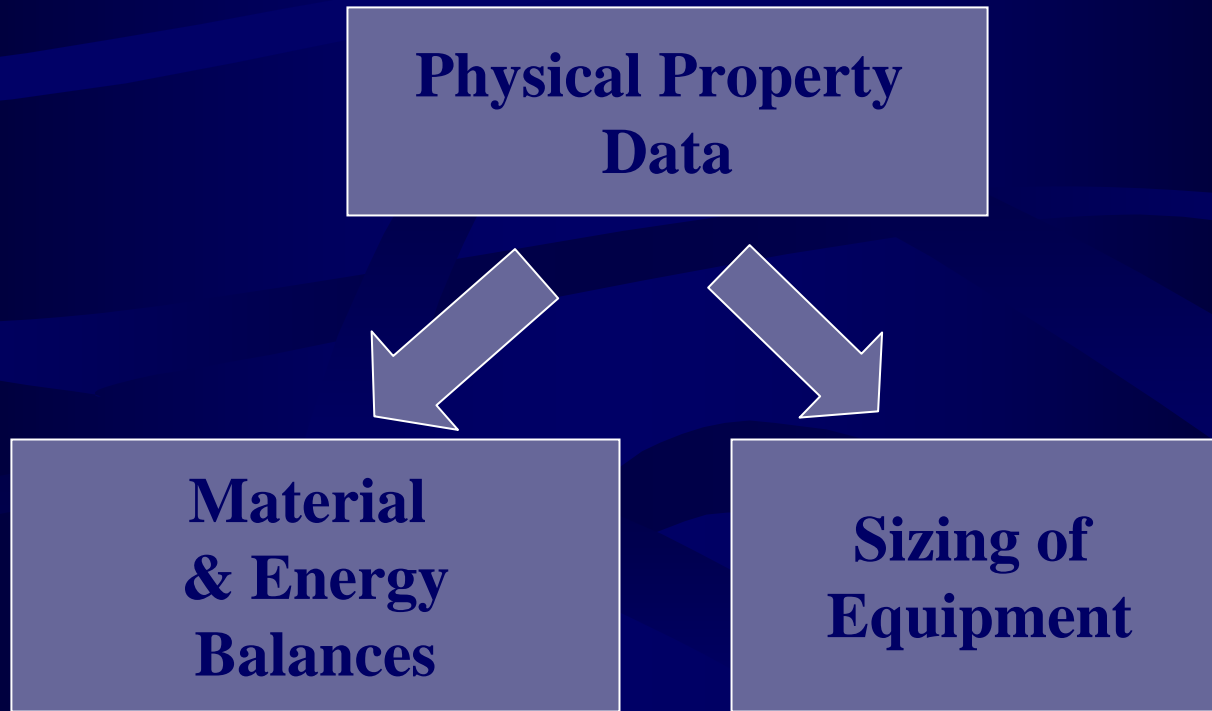 Physical Property
Data
Material
& Energy
Balances
Sizing of
Equipment